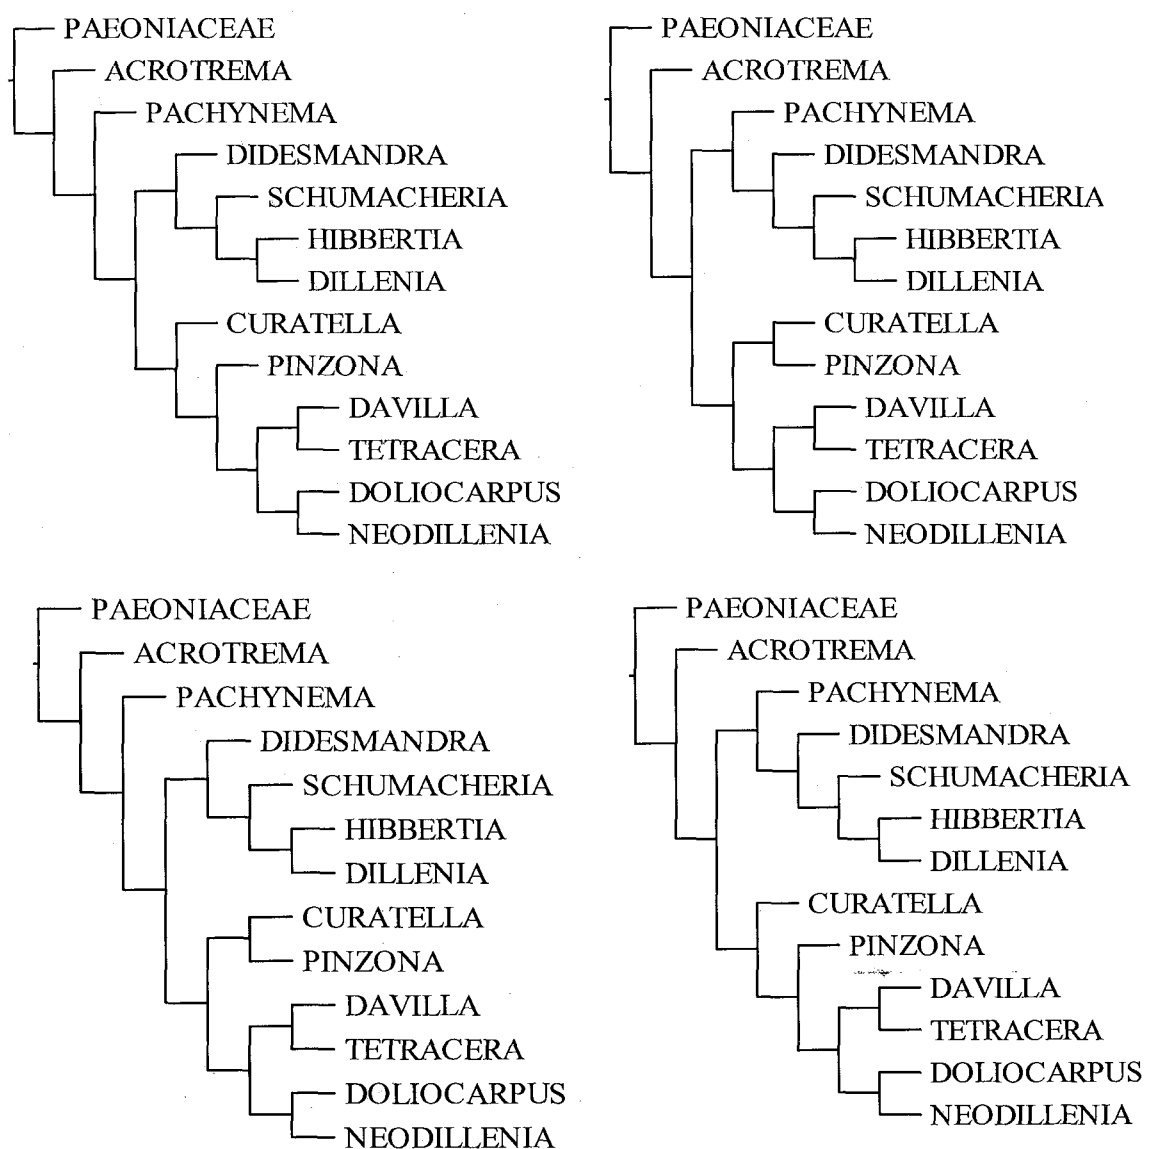 PAEONIACEAE
ACROTREMA
PACHYNEMA
DIDESMANDRA
SCHUMACHERIA
HIBBERTIA
DILLENIA
CURATELLA
PINZONA
DAVILLA
TETRACERA
DOLIOCARPUS
NEODILLENIA
PAEONIACEAE
ACROTREMA
PACHYNEMA
DIDESMANDRA
SCHUMACHERIA
HIBBERTIA
DILLENIA
CURATELLA
PINZONA
DAVILLA
TETRACERA
DOLIOCARPUS
NEODILLENIA
PAEONIACEAE
ACROTREMA
PACHYNEMA
DIDESMANDRA
SCHUMACHERIA
HIBBERTIA
DILLENIA
CURATELLA
PINZONA
DAVILLA
TETRACERA
DOLIOCARPUS
NEODILLENIA
PAEONIACEAE
ACROTREMA
PACHYNEMA
DIDESMANDRA
SCHUMACHERIA
HIBBERTIA
DILLENIA
CURATELLA
PINZONA
DAVILLA
TETRACERA
DOLIOCARPUS
NEODILLENIA